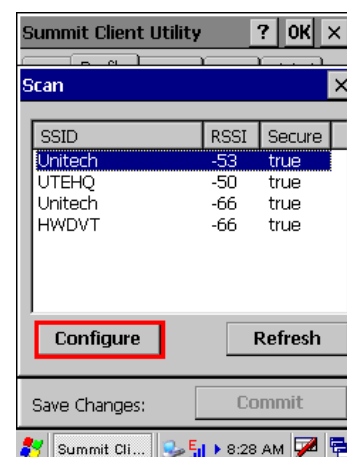 Summit Client Utility ? OK ×
Scan ×
SSID RSSI Secure
Unitech -53 true
UTEHQ -50 true
Unitech -66 true
HWDVT -66 true
Configure Refresh
Save Changes: Commit
Summit Cli... 8:28 AM